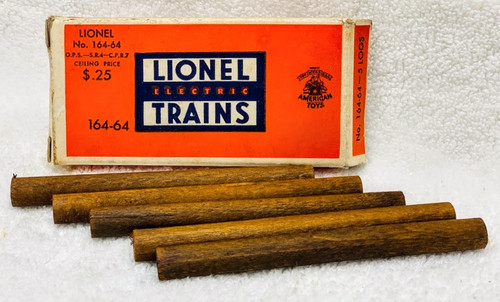 LIONEL
No. 164-64
O.P.S.—S.R.4—C.P.R.7
CEILING PRICE
$.25
164-64
LIONEL
ELECTRIC
TRAINS
AMERICAN
TOYS
No. 164-64—5 LOGS